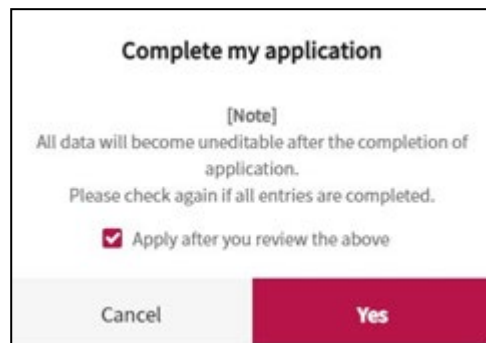 Complete my application
[Note]
All data will become uneditable after the completion of
application.
Please check again if all entries are completed.
Apply after you review the above
Cancel
Yes